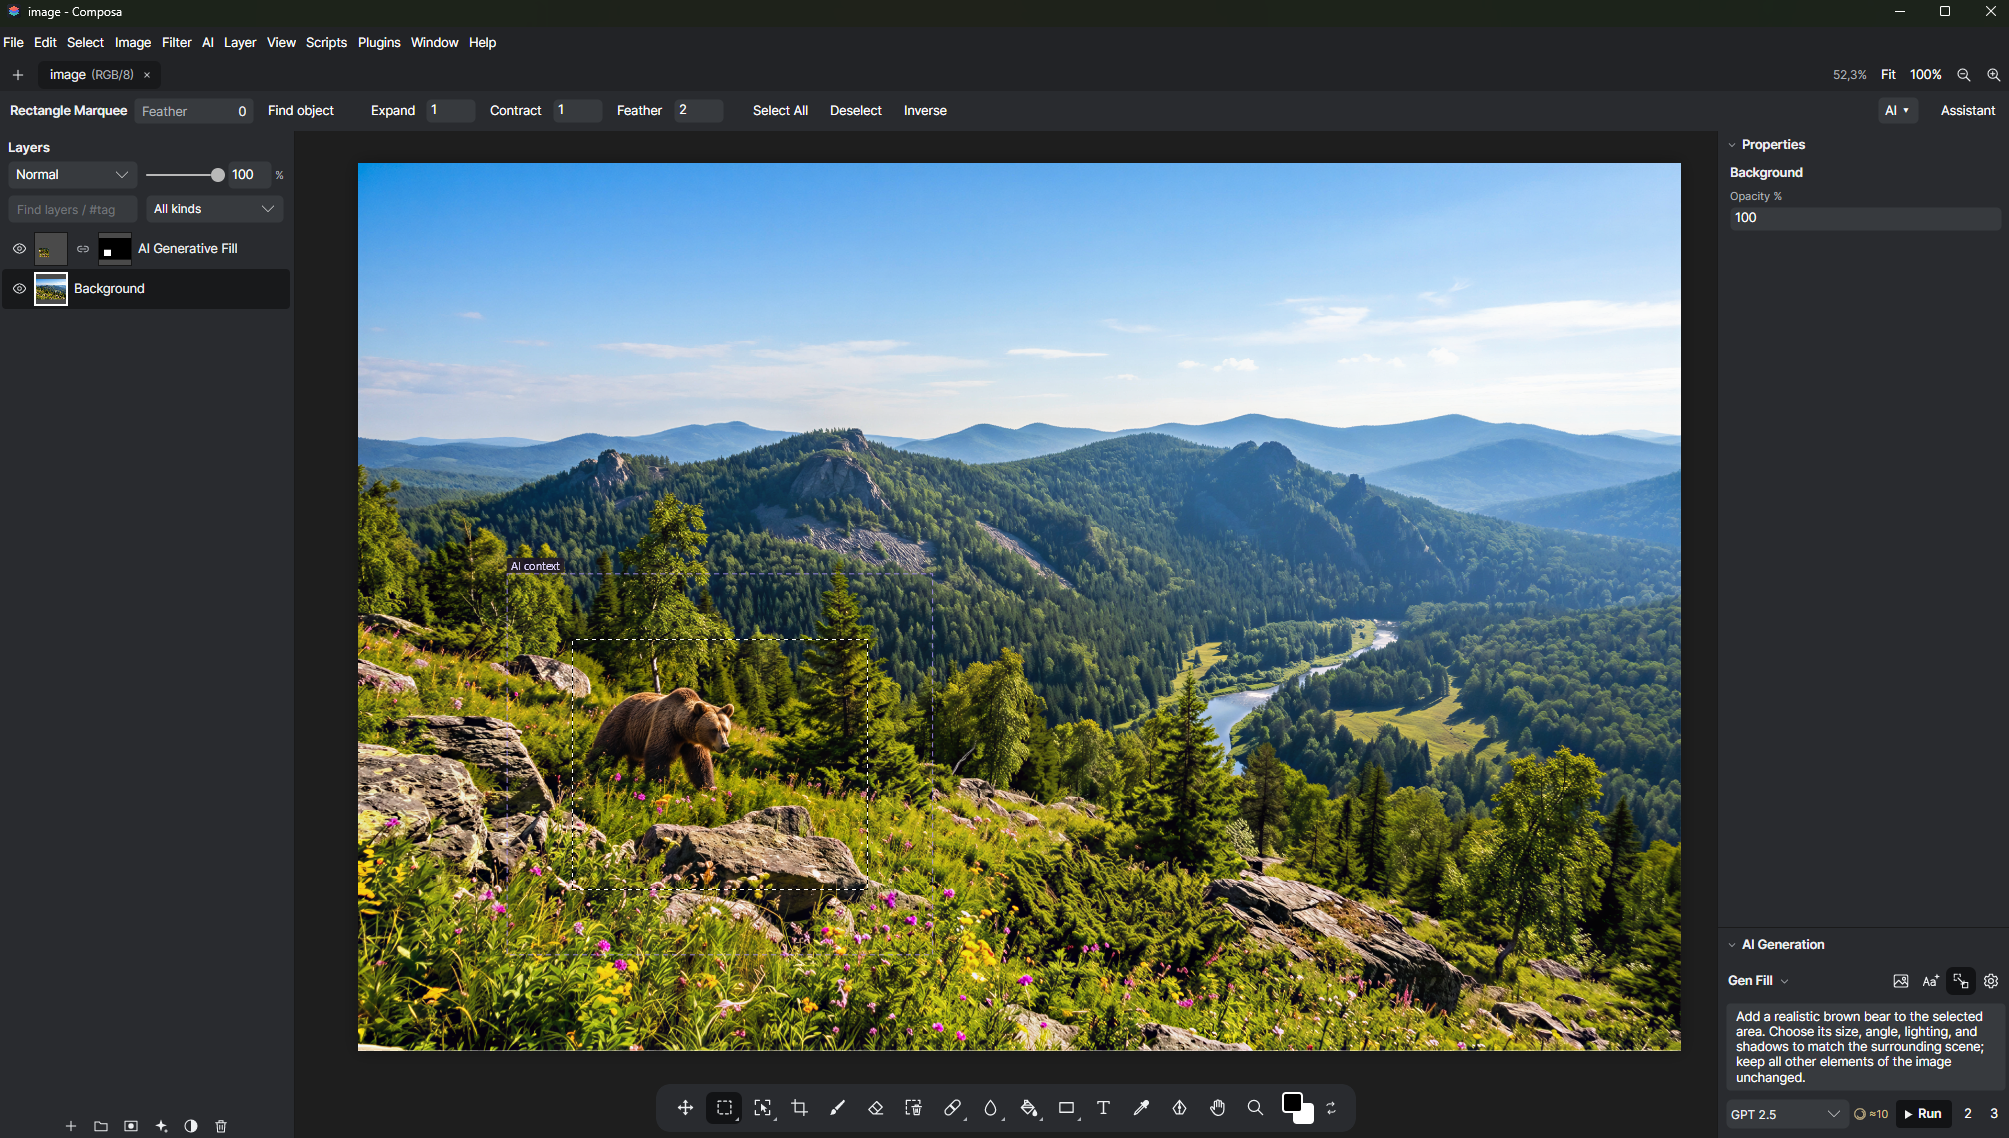 image - Composa
File Edit Select Image Filter AI Layer View Scripts Plugins Window Help
image (RGB/8)
52,3% Fit 100%
Rectangle Marquee Feather 0 Find object Expand 1 Contract 1 Feather 2 Select All Deselect Inverse AI Assistant
Layers
Normal 100 %
Find layers / #tag All kinds
AI Generative Fill
Background
AI context
Properties
Background
Opacity %
100
AI Generation
Gen Fill Aa+
Add a realistic brown bear to the selected
area. Choose its size, angle, lighting, and
shadows to match the surrounding scene;
keep all other elements of the image
unchanged.
GPT 2.5 ≈10 Run 2 3
T